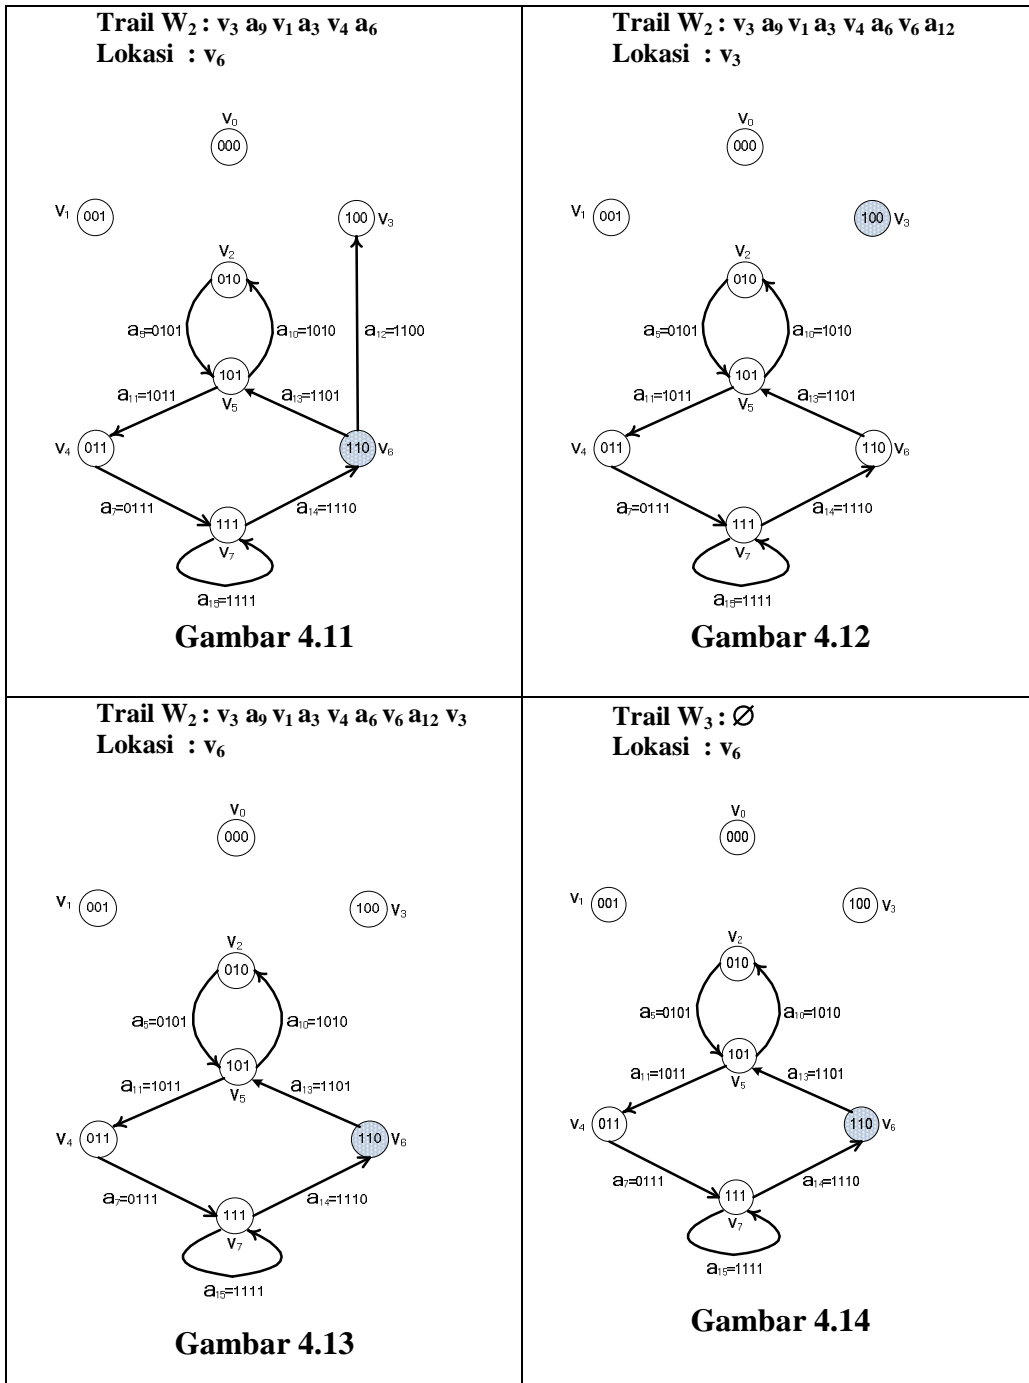 Trail W₂ : v₃ a₉ v₁ a₃ v₄ a₆
Lokasi : v₆
v₀
000
v₁ 001
100 v₃
v₂
010
a₅=0101
a₁₀=1010
a₁₂=1100
101
v₅
a₁₁=1011
a₁₃=1101
v₄ 011
110 v₆
a₇=0111
a₁₄=1110
111
v₇
a₁₅=1111
Gambar 4.11
Trail W₂ : v₃ a₉ v₁ a₃ v₄ a₆ v₆ a₁₂
Lokasi : v₃
v₀
000
v₁ 001
100 v₃
v₂
010
a₅=0101
a₁₀=1010
101
v₅
a₁₁=1011
a₁₃=1101
v₄ 011
110 v₆
a₇=0111
a₁₄=1110
111
v₇
a₁₅=1111
Gambar 4.12
Trail W₂ : v₃ a₉ v₁ a₃ v₄ a₆ v₆ a₁₂ v₃
Lokasi : v₆
v₀
000
v₁ 001
100 v₃
v₂
010
a₅=0101
a₁₀=1010
101
v₅
a₁₁=1011
a₁₃=1101
v₄ 011
110 v₆
a₇=0111
a₁₄=1110
111
v₇
a₁₅=1111
Gambar 4.13
Trail W₃ : ∅
Lokasi : v₆
v₀
000
v₁ 001
100 v₃
v₂
010
a₅=0101
a₁₀=1010
101
v₅
a₁₁=1011
a₁₃=1101
v₄ 011
110 v₆
a₇=0111
a₁₄=1110
111
v₇
a₁₅=1111
Gambar 4.14